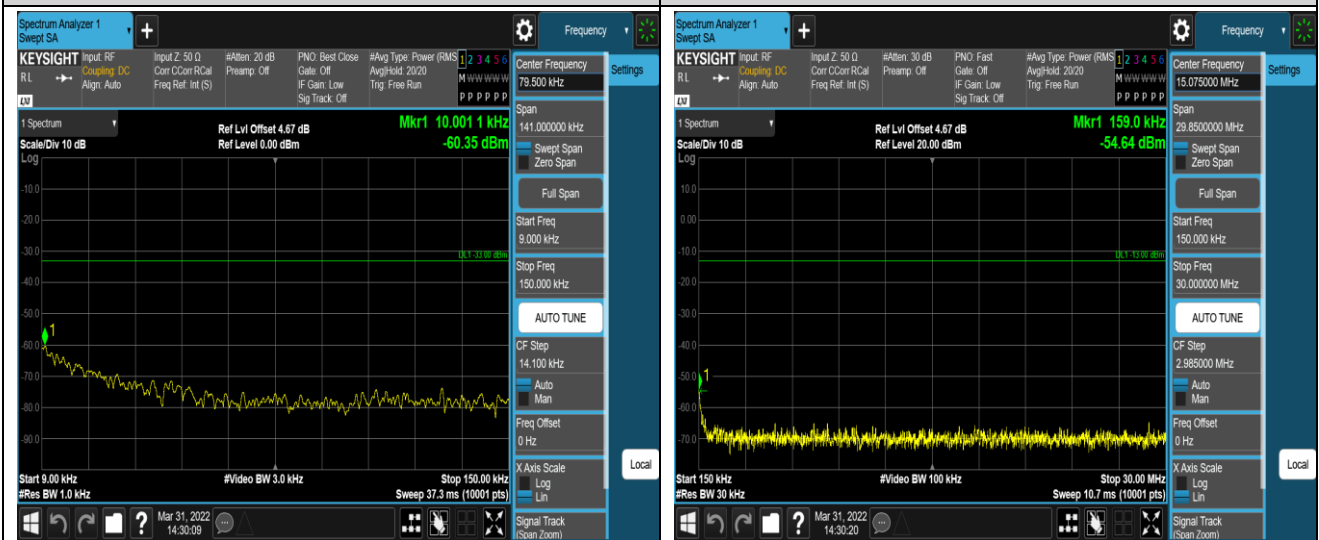 Spectrum Analyzer 1
Swept SA
+
Frequency
KEYSIGHT
Input: RF
Coupling: DC
Align: Auto
Input Z: 50 Ω
Corr CCorr RCal
Freq Ref: Int (S)
#Atten: 20 dB
Preamp: Off
PNO: Best Close
Gate: Off
IF Gain: Low
Sig Track: Off
#Avg Type: Power (RMS
Avg|Hold: 20/20
Trig: Free Run
1 2 3 4 5 6
M W W W W W
P P P P P P
R L
LXI
Center Frequency
79.500 kHz
Settings
Span
141.000000 kHz
Swept Span
Zero Span
Full Span
Start Freq
9.000 kHz
Stop Freq
150.000 kHz
AUTO TUNE
CF Step
14.100 kHz
Auto
Man
Freq Offset
0 Hz
X Axis Scale
Log
Lin
Signal Track
(Span Zoom)
Local
1 Spectrum
Scale/Div 10 dB
Log
Ref Lvl Offset 4.67 dB
Ref Level 0.00 dBm
Mkr1 10.001 1 kHz
-60.35 dBm
-10.0
-20.0
-30.0
DL1 -33.00 dBm
-40.0
-50.0
1
-60.0
-70.0
-80.0
-90.0
Start 9.00 kHz
#Res BW 1.0 kHz
#Video BW 3.0 kHz
Stop 150.00 kHz
Sweep 37.3 ms (10001 pts)
?
Mar 31, 2022
14:30:09
Spectrum Analyzer 1
Swept SA
+
Frequency
KEYSIGHT
Input: RF
Coupling: DC
Align: Auto
Input Z: 50 Ω
Corr CCorr RCal
Freq Ref: Int (S)
#Atten: 30 dB
Preamp: Off
PNO: Fast
Gate: Off
IF Gain: Low
Sig Track: Off
#Avg Type: Power (RMS
Avg|Hold: 20/20
Trig: Free Run
1 2 3 4 5 6
M W W W W W
P P P P P P
R L
LXI
Center Frequency
15.075000 MHz
Settings
Span
29.8500000 MHz
Swept Span
Zero Span
Full Span
Start Freq
150.000 kHz
Stop Freq
30.000000 MHz
AUTO TUNE
CF Step
2.985000 MHz
Auto
Man
Freq Offset
0 Hz
X Axis Scale
Log
Lin
Signal Track
(Span Zoom)
Local
1 Spectrum
Scale/Div 10 dB
Log
Ref Lvl Offset 4.67 dB
Ref Level 20.00 dBm
Mkr1 159.0 kHz
-54.64 dBm
10.0
0.00
-10.0
DL1 -13.00 dBm
-20.0
-30.0
-40.0
-50.0
1
-60.0
-70.0
Start 150 kHz
#Res BW 30 kHz
#Video BW 100 kHz
Stop 30.00 MHz
Sweep 10.7 ms (10001 pts)
?
Mar 31, 2022
14:30:20